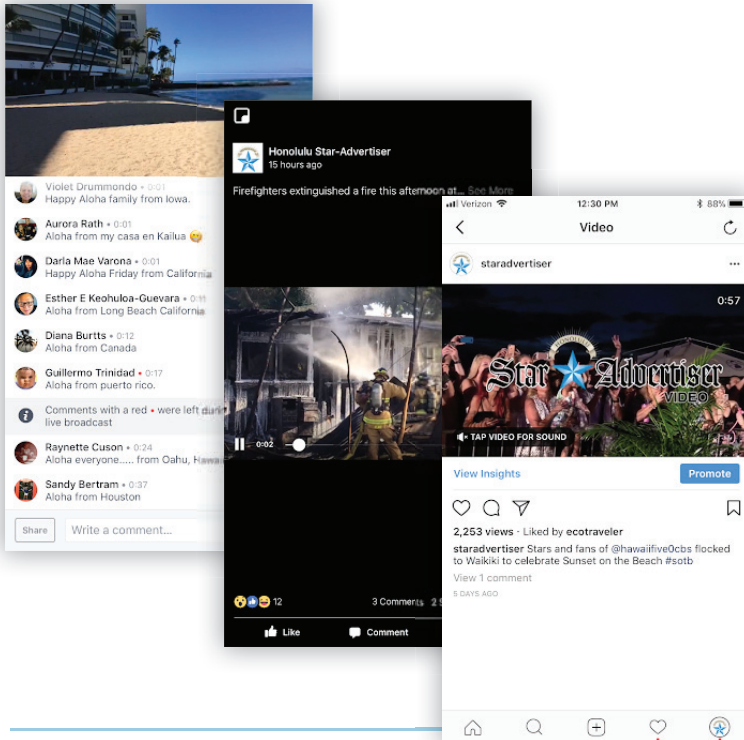 Violet Drummondo • 0:01
Happy Aloha family from Iowa.
Aurora Rath • 0:01
Aloha from my casa en Kailua 😋
Darla Mae Varona • 0:01
Happy Aloha Friday from California
Esther E Keohuloa-Guevara • 0:11
Aloha from Long Beach California
Diana Burtts • 0:12
Aloha from Canada
Guillermo Trinidad • 0:17
Aloha from puerto rico.
Comments with a red • were left during
live broadcast
Raynette Cuson • 0:24
Aloha everyone..... from Oahu, Hawaii
Sandy Bertram • 0:37
Aloha from Houston
Share
Write a comment...
Honolulu Star-Advertiser
15 hours ago
Firefighters extinguished a fire this afternoon at... See More
0:02
12
3 Comments
Like
Comment
Verizon
12:30 PM
88%
Video
staradvertiser
0:57
HONOLULU
Star Advertiser
VIDEO
TAP VIDEO FOR SOUND
View Insights
Promote
2,253 views · Liked by ecotraveler
staradvertiser Stars and fans of @hawaiifive0cbs flocked
to Waikiki to celebrate Sunset on the Beach #sotb
View 1 comment
5 DAYS AGO